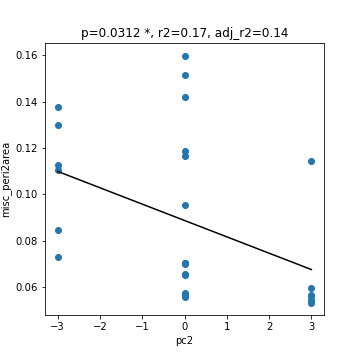 p=0.0312 *, r2=0.17, adj_r2=0.14
misc_peri2area
0.16
0.14
0.12
0.10
0.08
0.06
−3 −2 −1 0 1 2 3
pc2